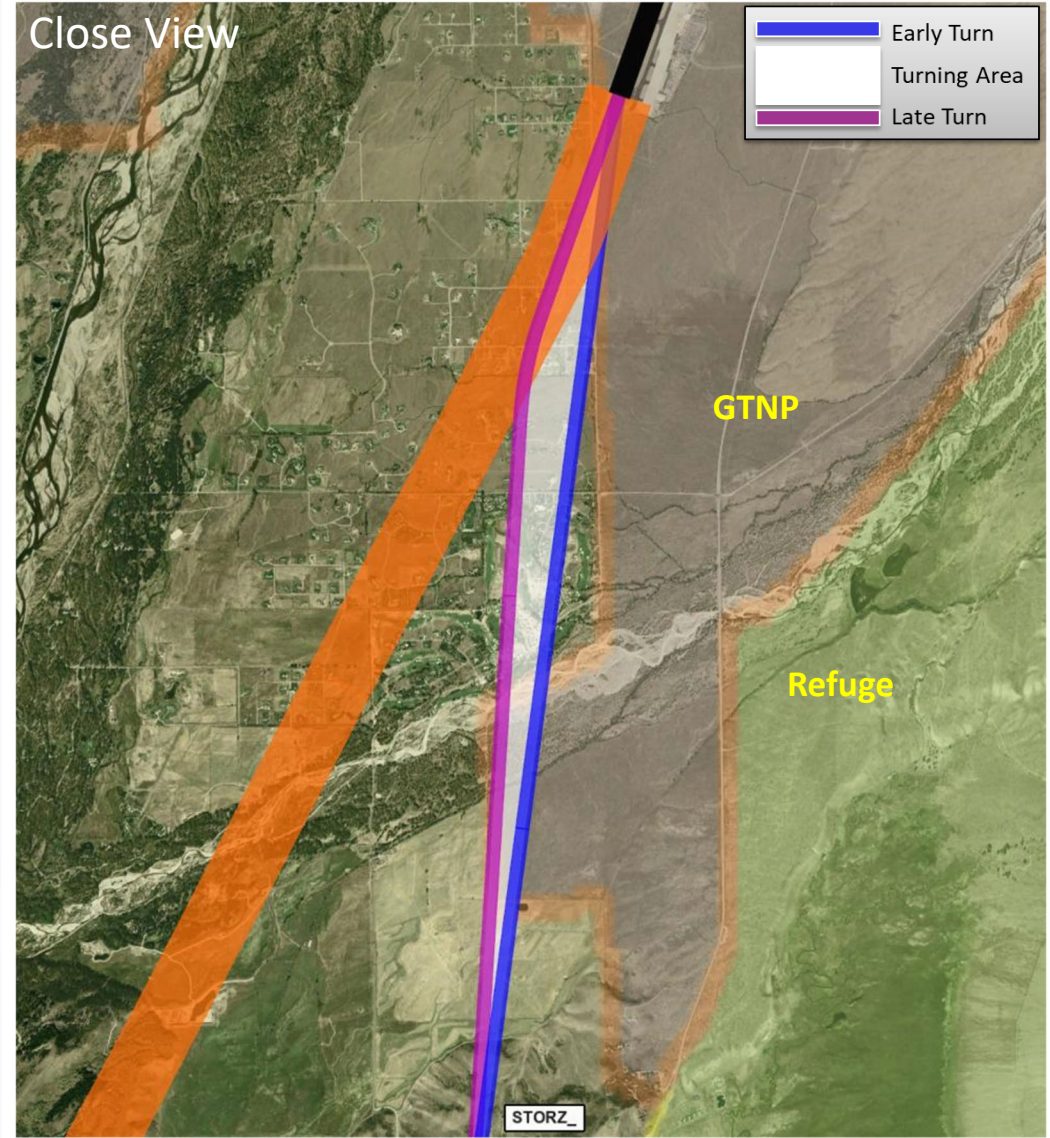 Close View
Early Turn
Turning Area
Late Turn
GTNP
Refuge
STORZ_